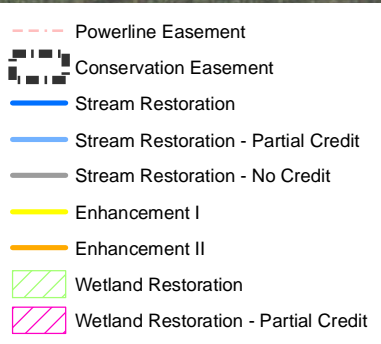 Powerline Easement
Conservation Easement
Stream Restoration
Stream Restoration - Partial Credit
Stream Restoration - No Credit
Enhancement I
Enhancement II
Wetland Restoration
Wetland Restoration - Partial Credit